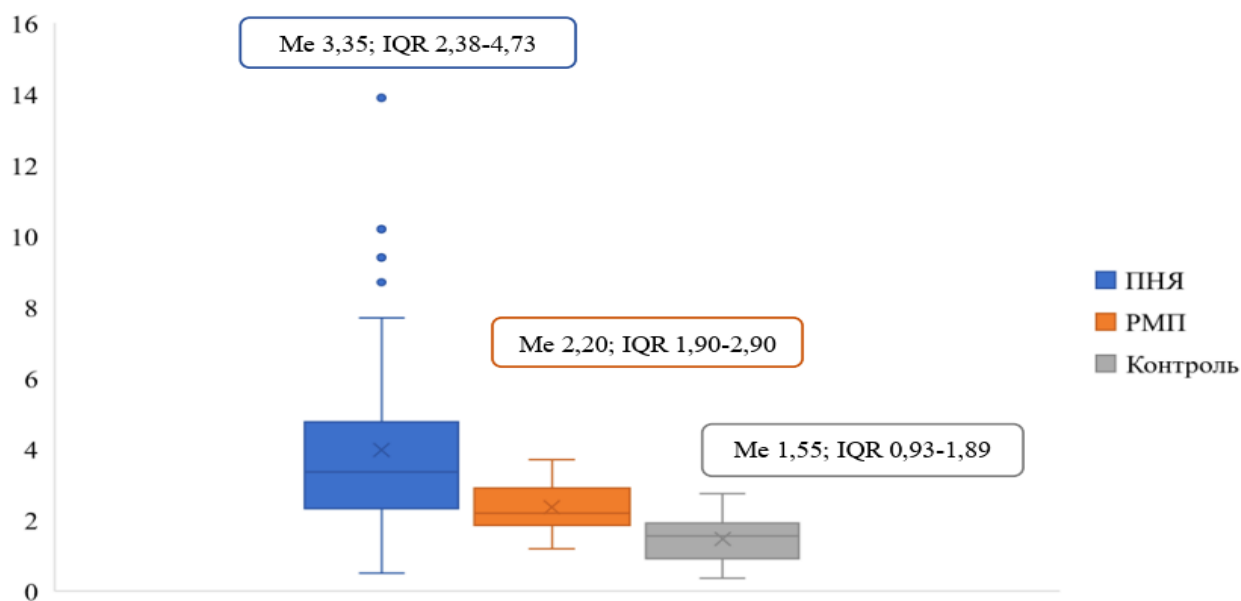 16
Me 3,35; IQR 2,38-4,73
14
12
10
8
Me 2,20; IQR 1,90-2,90
6
4
Me 1,55; IQR 0,93-1,89
2
0
ПНЯ
РМП
Контроль